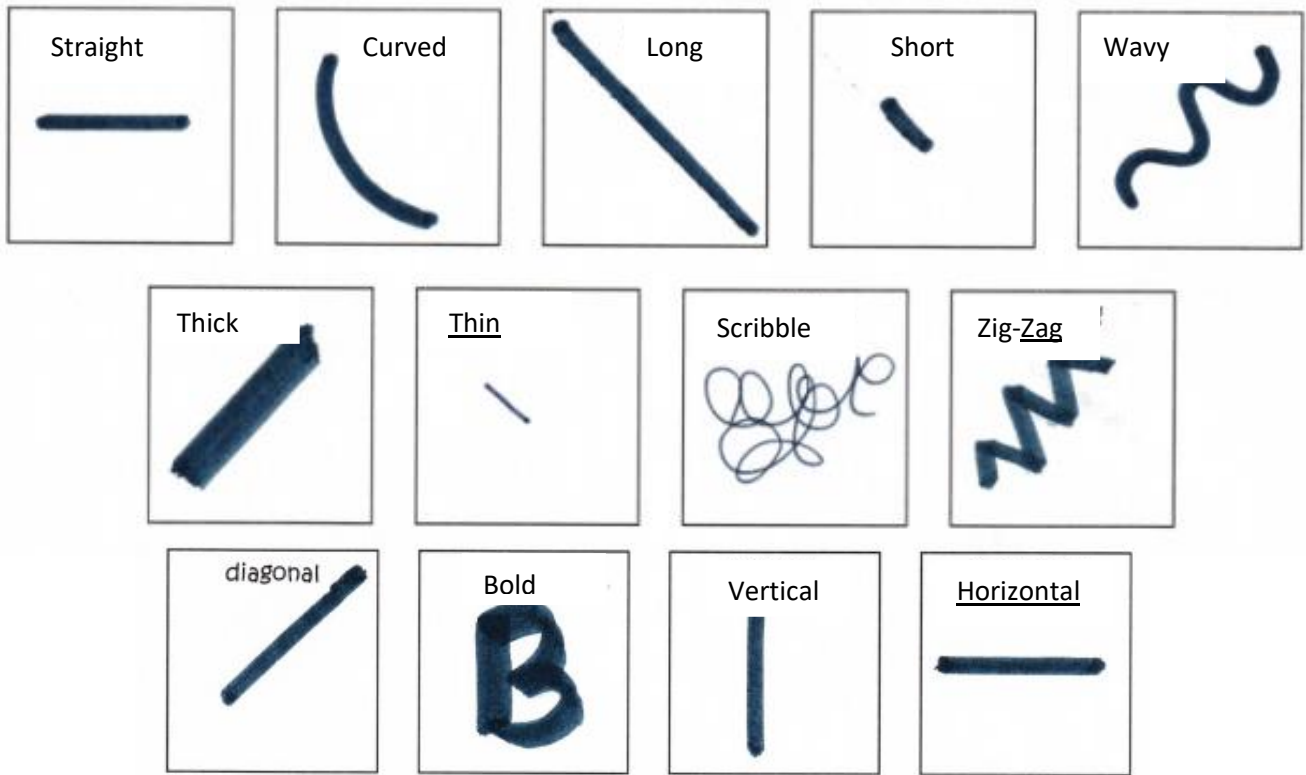 Straight
Curved
Long
Short
Wavy
Thick
Thin
Scribble
Zig-Zag
diagonal
Bold
B
Vertical
Horizontal